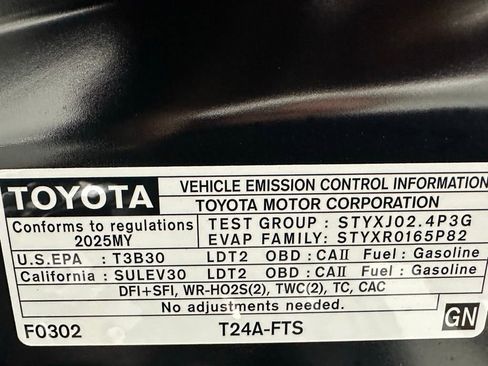 TOYOTA
VEHICLE EMISSION CONTROL INFORMATION
TOYOTA MOTOR CORPORATION
Conforms to regulations
2025MY
TEST GROUP : STYXJ02.4P3G
EVAP FAMILY: STYXR0165P82
U.S.EPA : T3B30 LDT2 OBD : CAII Fuel : Gasoline
California : SULEV30 LDT2 OBD : CAII Fuel : Gasoline
DFI+SFI, WR-HO2S(2), TWC(2), TC, CAC
No adjustments needed.
F0302 T24A-FTS GN